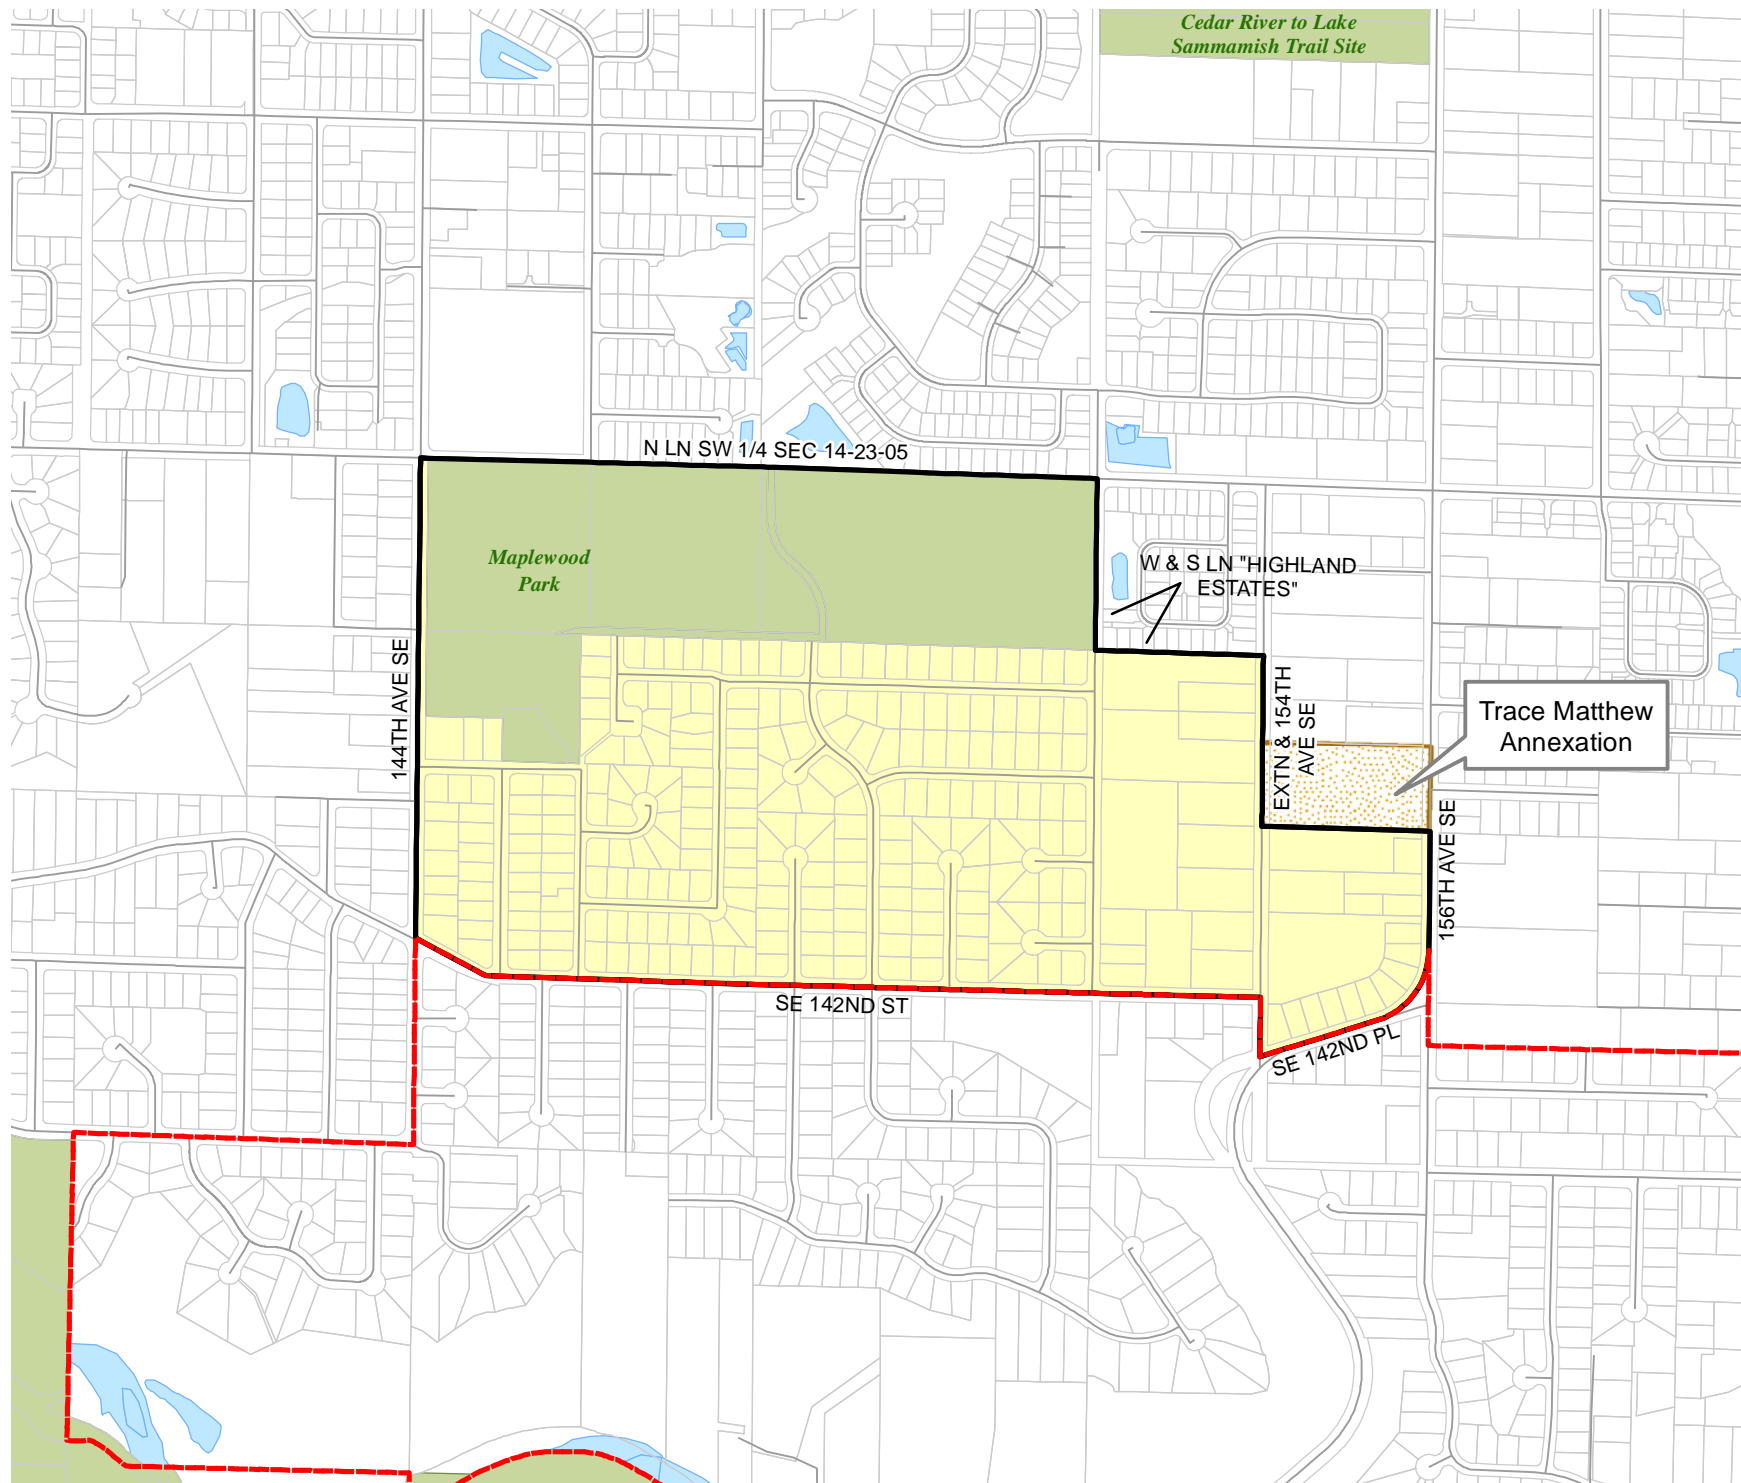 Cedar River to Lake
Sammamish Trail Site
N LN SW 1/4 SEC 14-23-05
Maplewood
Park
W & S LN "HIGHLAND
ESTATES"
144TH AVE SE
EXTN & 154TH
AVE SE
Trace Matthew
Annexation
156TH AVE SE
SE 142ND ST
SE 142ND PL